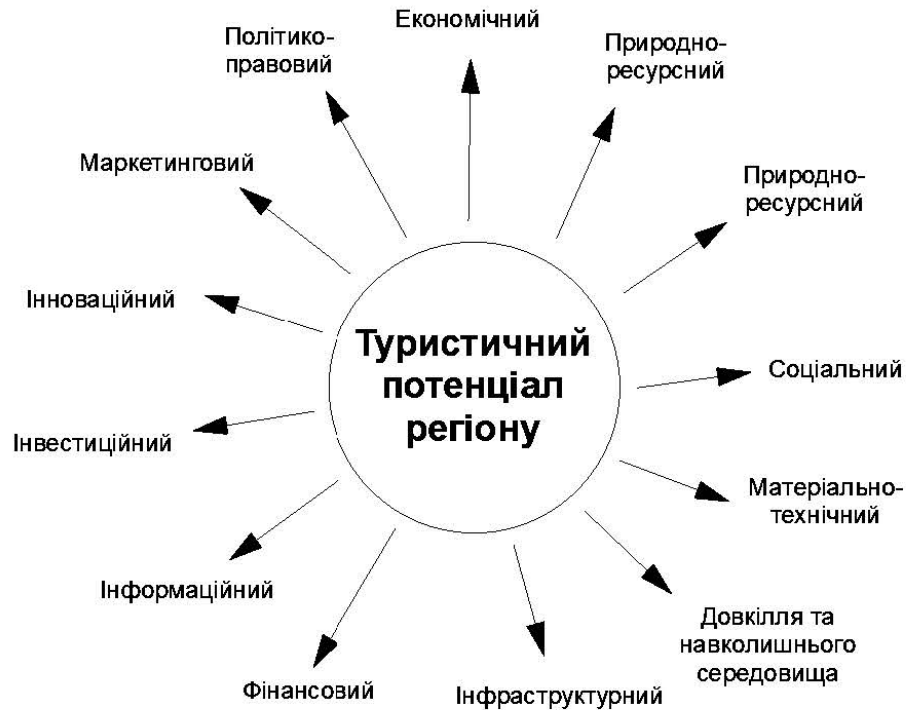 Економічний
Політико-
правовий
Природно-
ресурсний
Маркетинговий
Природно-
ресурсний
Інноваційний
Туристичний
потенціал
регіону
Соціальний
Інвестиційний
Матеріально-
технічний
Інформаційний
Довкілля та
навколишнього
середовища
Фінансовий
Інфраструктурний